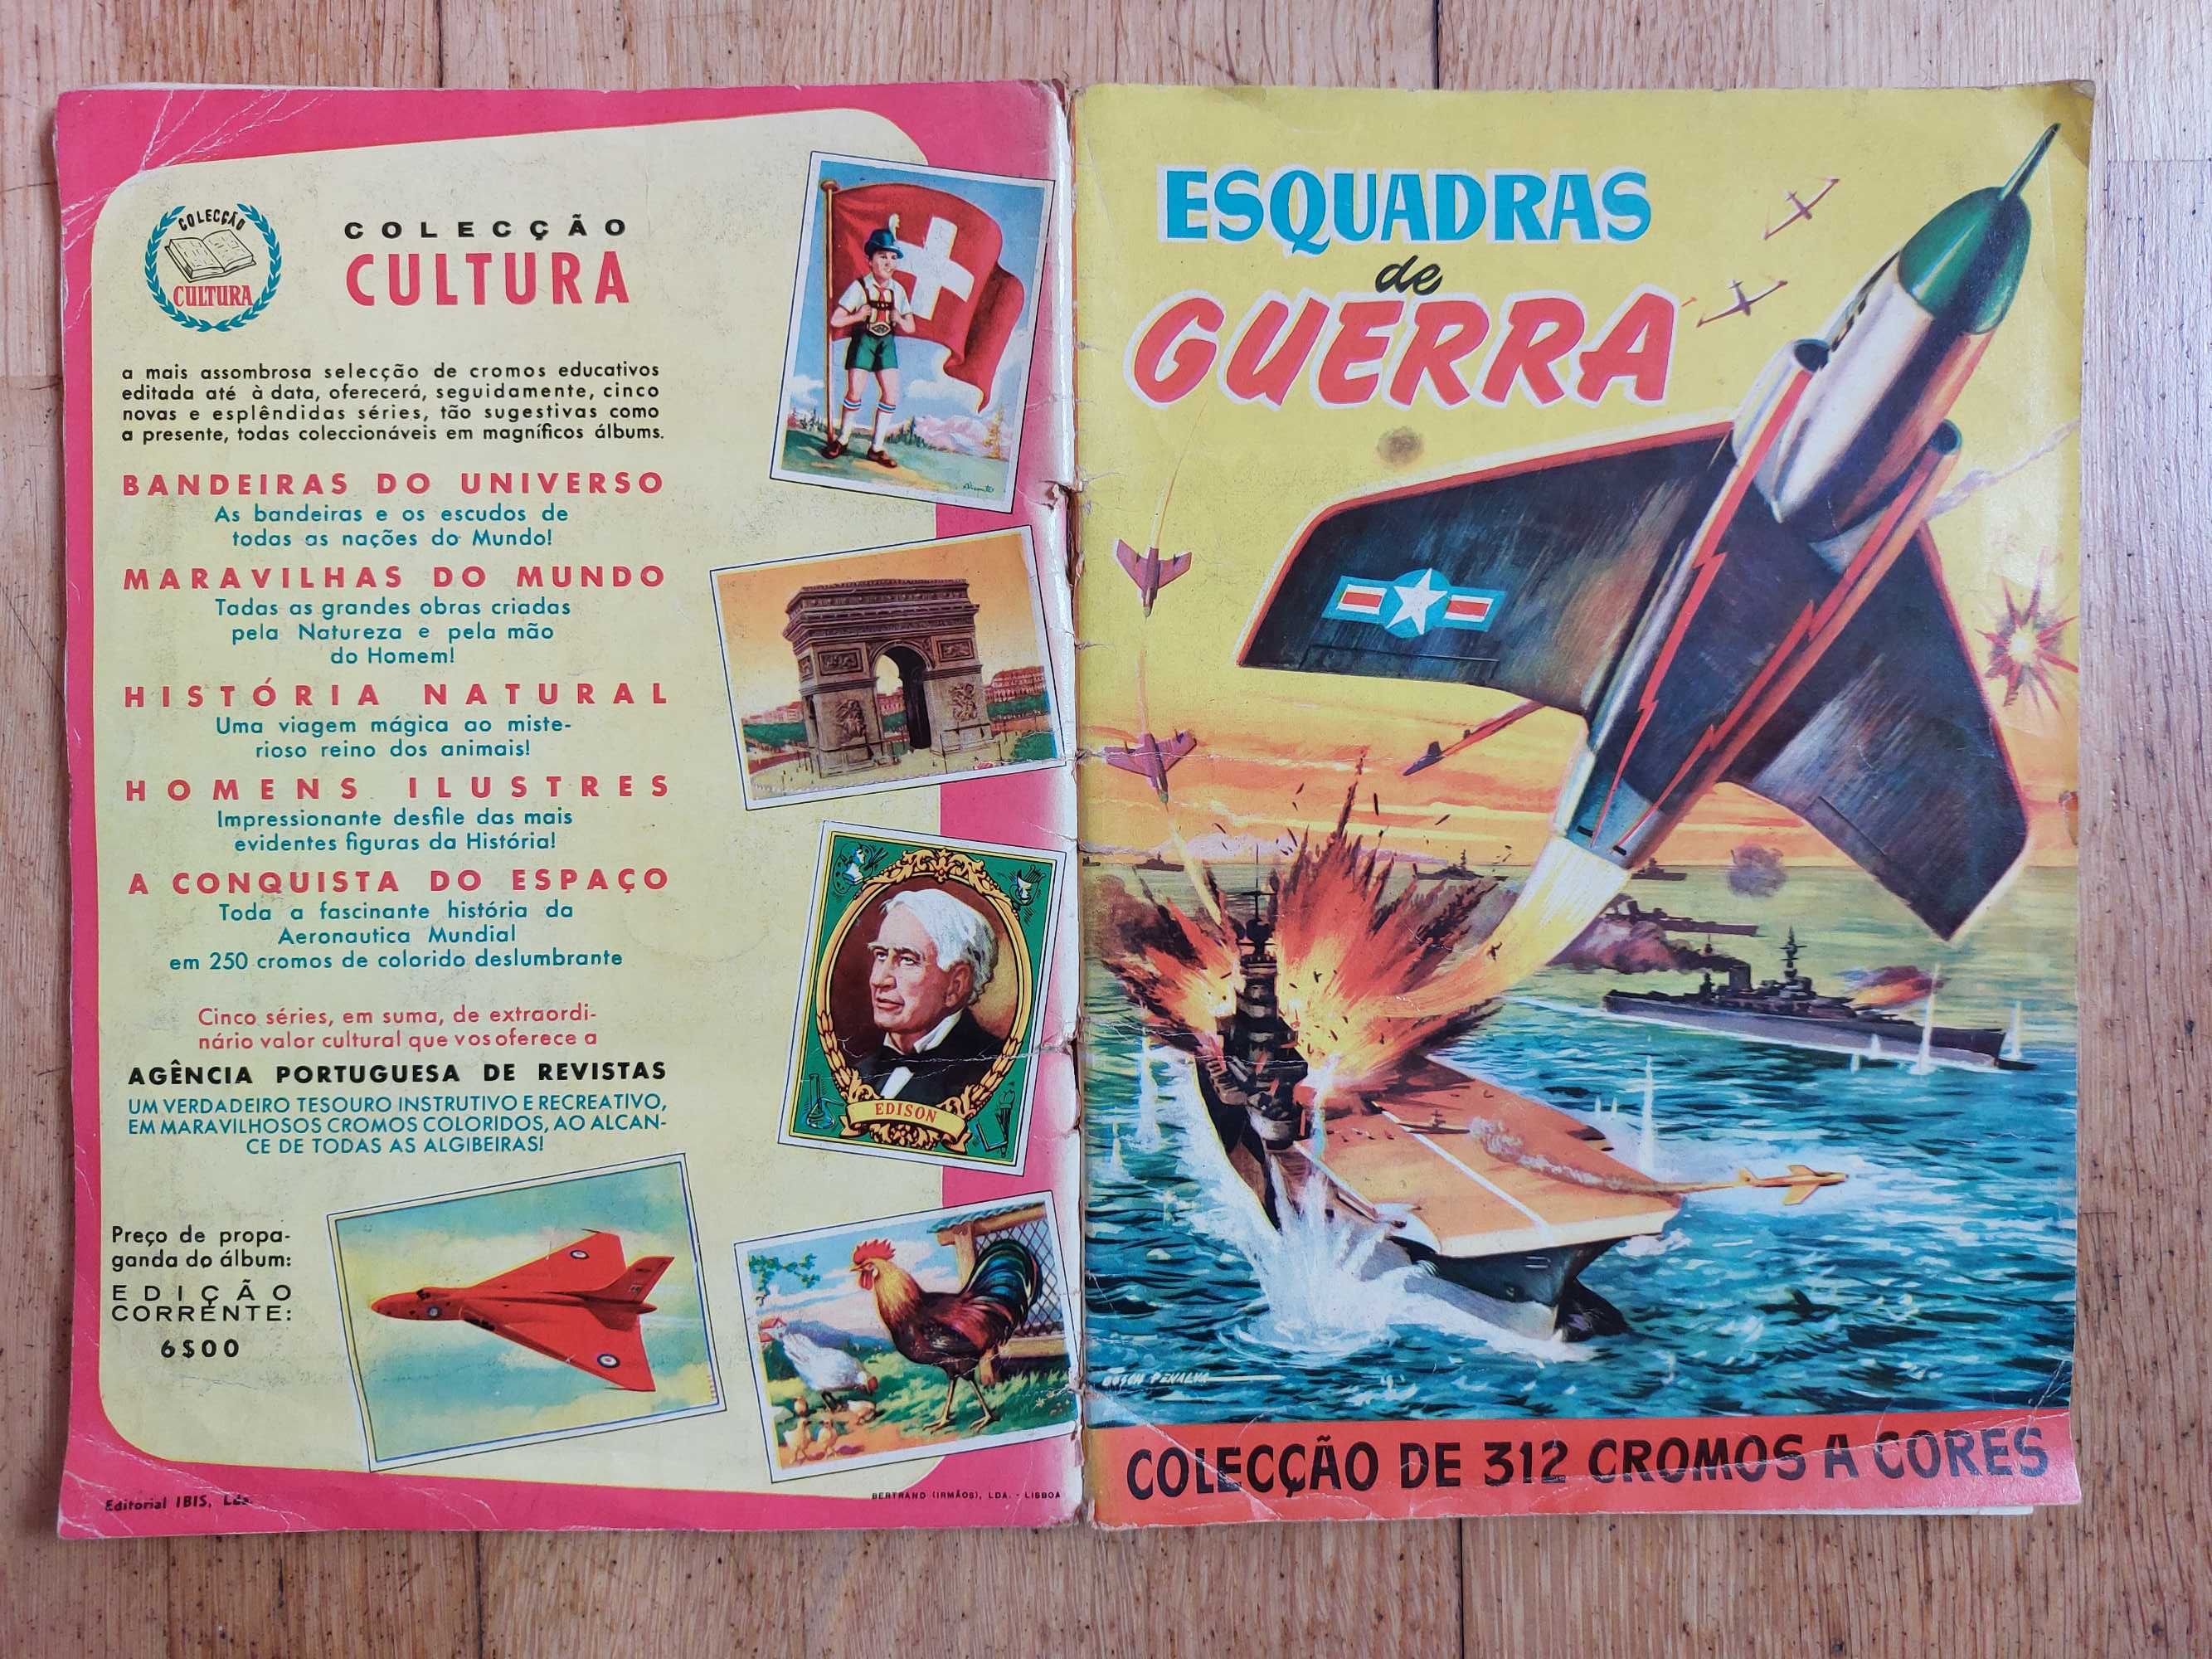 COLECÇÃO
CULTURA
COLECÇÃO
CULTURA
a mais assombrosa selecção de cromos educativos
editada até à data, oferecerá, seguidamente, cinco
novas e esplêndidas séries, tão sugestivas como
a presente, todas coleccionáveis em magníficos álbums.
BANDEIRAS DO UNIVERSO
As bandeiras e os escudos de
todas as nações do Mundo!
MARAVILHAS DO MUNDO
Tadas as grandes obras criadas
pela Natureza e pela mão
do Homem!
HISTÓRIA NATURAL
Uma viagem mágica ao miste-
rioso reino dos animais!
HOMENS ILUSTRES
Impressionante desfile das mais
evidentes figuras da História!
A CONQUISTA DO ESPAÇO
Toda a fascinante história da
Aeronautica Mundial
em 250 cromos de colorido deslumbrante
Cinco séries, em suma, de extraordi-
nário valor cultural que vos oferece a
AGÊNCIA PORTUGUESA DE REVISTAS
UM VERDADEIRO TESOURO INSTRUTIVO E RECREATIVO,
EM MARAVILHOSOS CROMOS COLORIDOS, AO ALCAN-
CE DE TODAS AS ALGIBEIRAS!
Preço de propa-
ganda do álbum:
EDIÇÃO
CORRENTE:
6$00
EDISON
Editorial IBIS, Lda.
BERTRAND (IRMÃOS), LDA. - LISBOA
ESQUADRAS
de
GUERRA
BOSCH PENALVA
COLECÇÃO DE 312 CROMOS A CORES